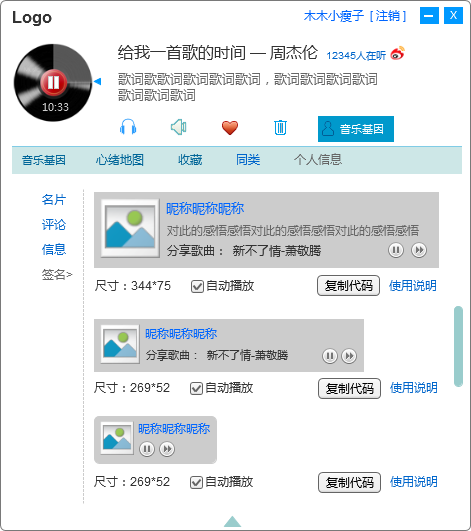 Logo
木木小瘦子 [ 注销 ]
给我一首歌的时间 — 周杰伦 12345人在听
歌词歌歌词歌词歌词歌词，歌词歌词歌词歌词
歌词歌词歌词
10:33
音乐基因
音乐基因 心绪地图 收藏 同类 个人信息
名片
评论
信息
签名>
昵称昵称昵称
对此的感悟感悟对此的感悟感悟对此的感悟感悟
分享歌曲： 新不了情-萧敬腾
尺寸：344*75 自动播放 复制代码 使用说明
昵称昵称昵称
分享歌曲： 新不了情-萧敬腾
尺寸：269*52 自动播放 复制代码 使用说明
昵称昵称昵称
尺寸：269*52 自动播放 复制代码 使用说明